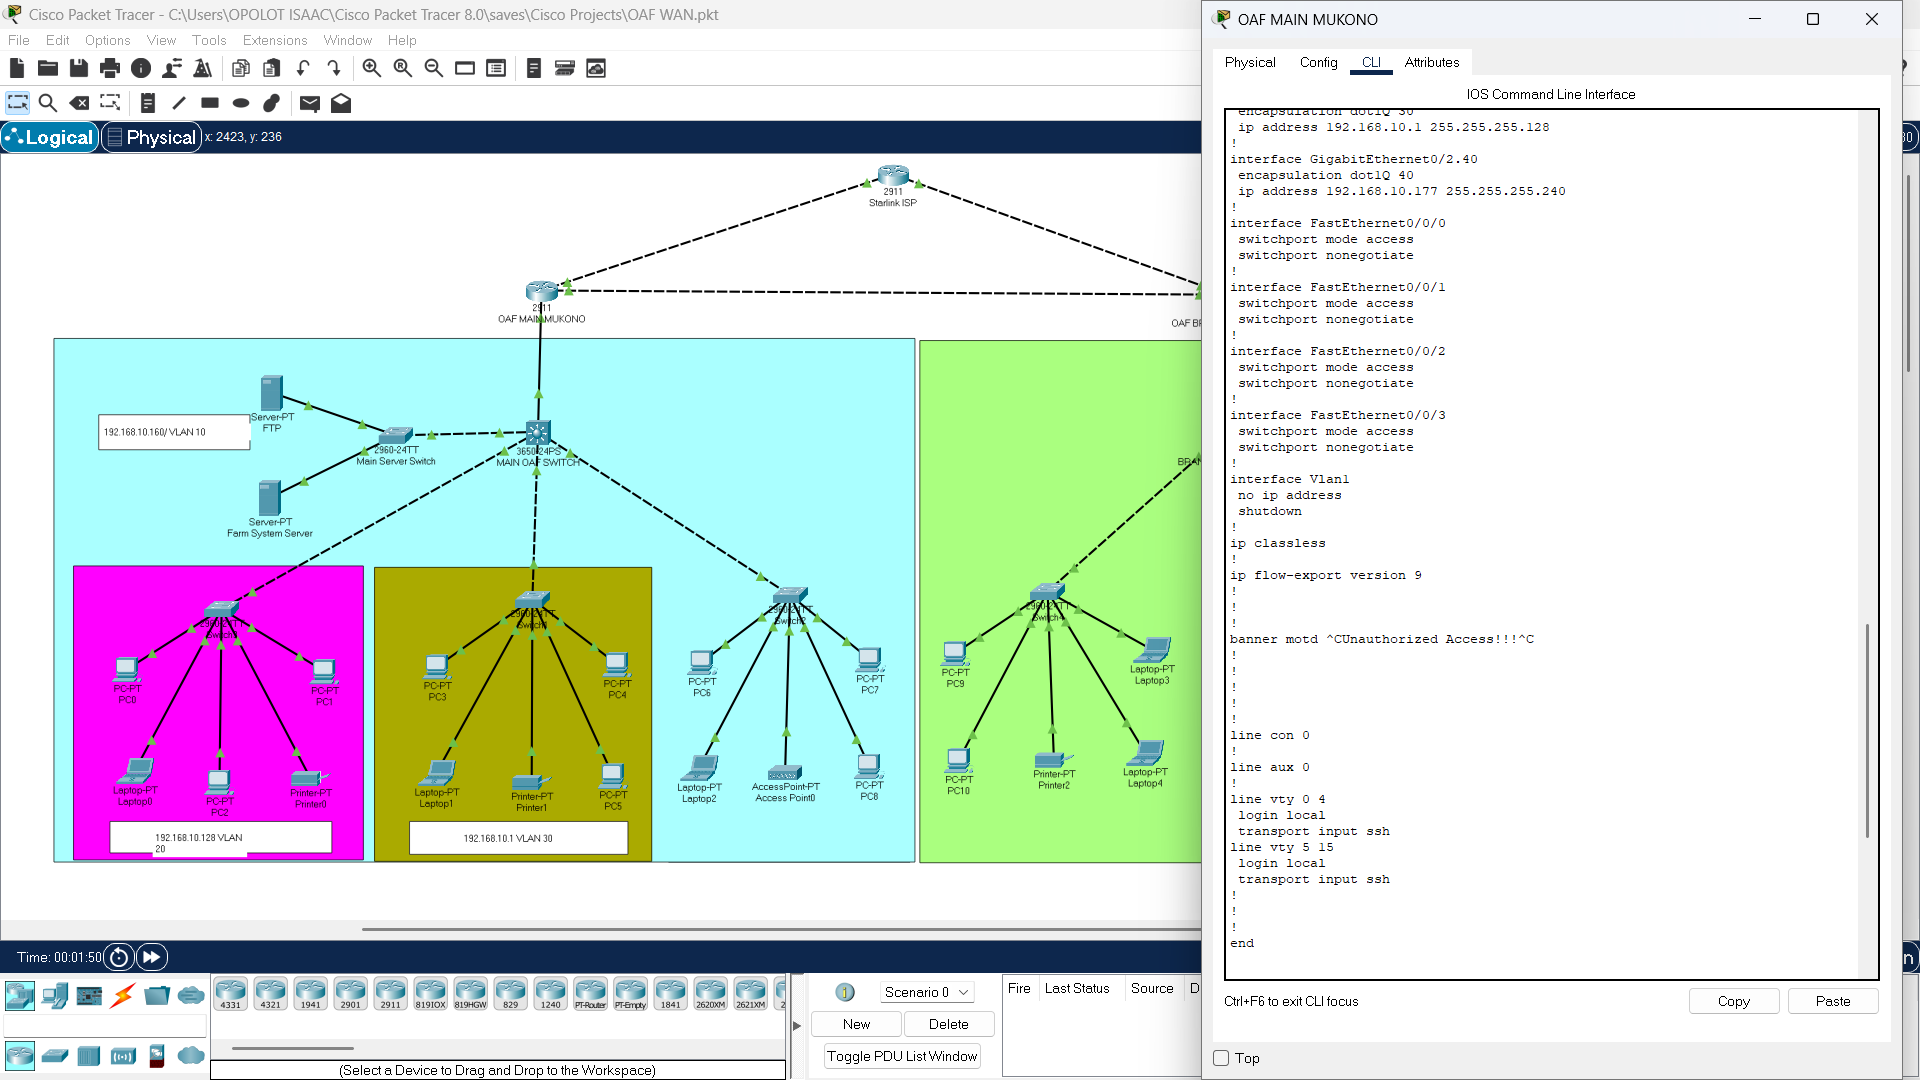 Cisco Packet Tracer - C:\Users\OPOLOT ISAAC\Cisco Packet Tracer 8.0\saves\Cisco Projects\OAF WAN.pkt
File Edit Options View Tools Extensions Window Help
Logical Physical x: 2423, y: 236
2911
Starlink ISP
2911
OAF MAIN MUKONO
OAF BR
Server-PT
FTP
192.168.10.160/ VLAN 10
2960-24TT
Main Server Switch
3650-24PS
MAIN OAF SWITCH
Server-PT
Farm System Server
BRAN
2960-24TT
Switch3
2960-24TT
Switch1
2960-24TT
Switch2
2960-24TT
Switch4
PC-PT
PC0
PC-PT
PC1
PC-PT
PC3
PC-PT
PC4
PC-PT
PC6
PC-PT
PC7
PC-PT
PC9
Laptop-PT
Laptop3
Laptop-PT
Laptop0
PC-PT
PC2
Printer-PT
Printer0
Laptop-PT
Laptop1
Printer-PT
Printer1
PC-PT
PC5
Laptop-PT
Laptop2
AccessPoint-PT
Access Point0
PC-PT
PC8
PC-PT
PC10
Printer-PT
Printer2
Laptop-PT
Laptop4
192.168.10.128 VLAN
20
192.168.10.1 VLAN 30
Time: 00:01:50
4331 4321 1941 2901 2911 819IOX 819HGW 829 1240 PT-Router PT-Empty 1841 2620XM 2621XM
(Select a Device to Drag and Drop to the Workspace)
Scenario 0
New Delete
Toggle PDU List Window
Fire Last Status Source D
OAF MAIN MUKONO
Physical Config CLI Attributes
IOS Command Line Interface
encapsulation dot1Q 30
ip address 192.168.10.1 255.255.255.128
!
interface GigabitEthernet0/2.40
encapsulation dot1Q 40
ip address 192.168.10.177 255.255.255.240
!
interface FastEthernet0/0/0
switchport mode access
switchport nonegotiate
!
interface FastEthernet0/0/1
switchport mode access
switchport nonegotiate
!
interface FastEthernet0/0/2
switchport mode access
switchport nonegotiate
!
interface FastEthernet0/0/3
switchport mode access
switchport nonegotiate
!
interface Vlan1
no ip address
shutdown
!
ip classless
!
ip flow-export version 9
!
!
!
banner motd ^CUnauthorized Access!!!^C
!
!
!
!
!
line con 0
!
line aux 0
!
line vty 0 4
login local
transport input ssh
line vty 5 15
login local
transport input ssh
!
!
!
end
Ctrl+F6 to exit CLI focus
Copy Paste
Top